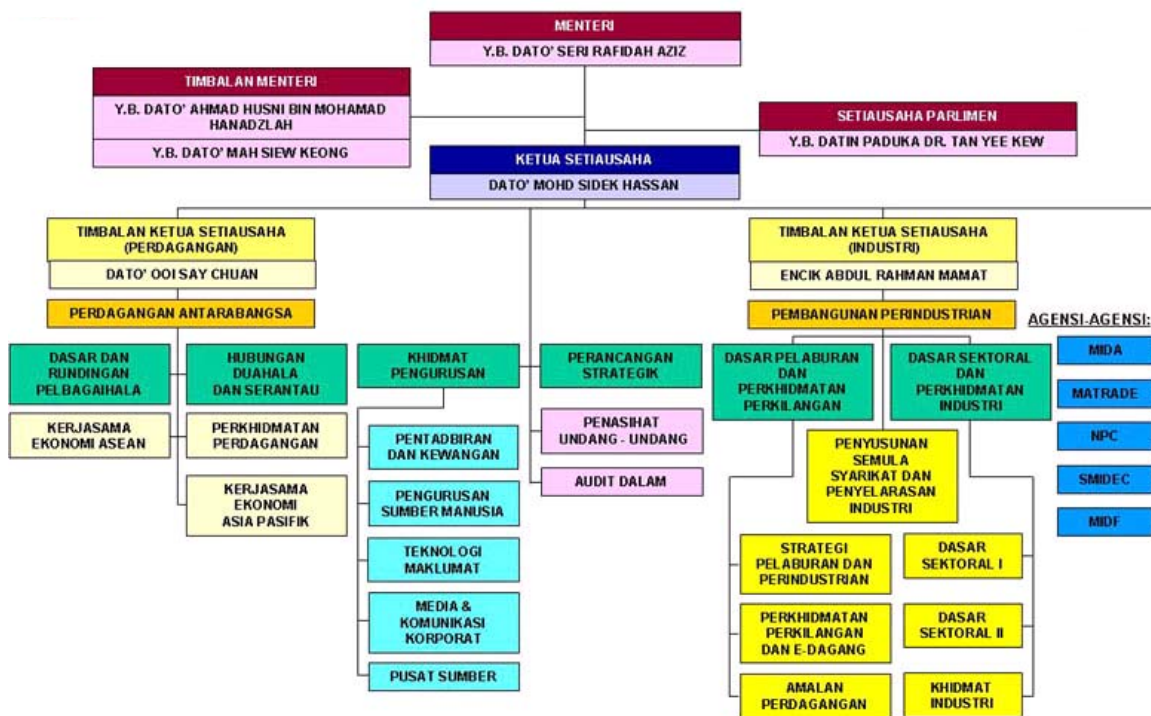 MENTERI
Y.B. DATO' SERI RAFIDAH AZIZ
TIMBALAN MENTERI
Y.B. DATO' AHMAD HUSNI BIN MOHAMAD
HANADZLAH
Y.B. DATO' MAH SIEW KEONG
SETIAUSAHA PARLIMEN
Y.B. DATIN PADUKA DR. TAN YEE KEW
KETUA SETIAUSAHA
DATO' MOHD SIDEK HASSAN
TIMBALAN KETUA SETIAUSAHA
(PERDAGANGAN)
DATO' OOI SAY CHUAN
PERDAGANGAN ANTARABANGSA
DASAR DAN
RUNDINGAN
PELBAGAIHALA
HUBUNGAN
DUAHALA
DAN SERANTAU
KERJASAMA
EKONOMI ASEAN
PERKHIDMATAN
PERDAGANGAN
KERJASAMA
EKONOMI
ASIA PASIFIK
KHIDMAT
PENGURUSAN
PENTADBIRAN
DAN KEWANGAN
PENGURUSAN
SUMBER MANUSIA
TEKNOLOGI
MAKLUMAT
MEDIA &
KOMUNIKASI
KORPORAT
PUSAT SUMBER
PERANCANGAN
STRATEGIK
PENASIHAT
UNDANG - UNDANG
AUDIT DALAM
TIMBALAN KETUA SETIAUSAHA
(INDUSTRI)
ENCIK ABDUL RAHMAN MAMAT
PEMBANGUNAN PERINDUSTRIAN
DASAR PELABURAN
DAN
PERKHIDMATAN
PERKILANGAN
DASAR SEKTORAL
DAN
PERKHIDMATAN
INDUSTRI
PENYUSUNAN
SEMULA
SYARIKAT DAN
PENYELARASAN
INDUSTRI
STRATEGI
PELABURAN DAN
PERINDUSTRIAN
PERKHIDMATAN
PERKILANGAN
DAN E-DAGANG
AMALAN
PERDAGANGAN
DASAR
SEKTORAL I
DASAR
SEKTORAL II
KHIDMAT
INDUSTRI
AGENSI-AGENSI:
MIDA
MATRADE
NPC
SMIDEC
MIDF